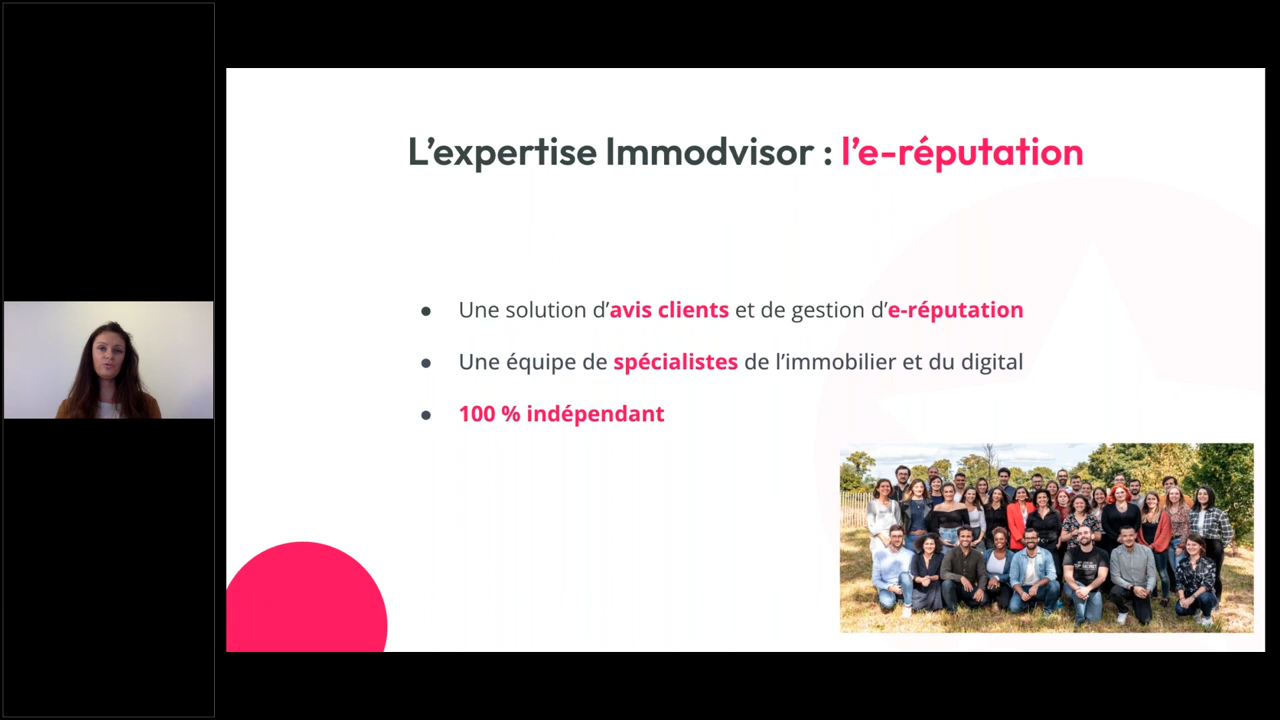 L’expertise Immodvisor : l’e-réputation
● Une solution d’avis clients et de gestion d’e-réputation
● Une équipe de spécialistes de l’immobilier et du digital
● 100 % indépendant